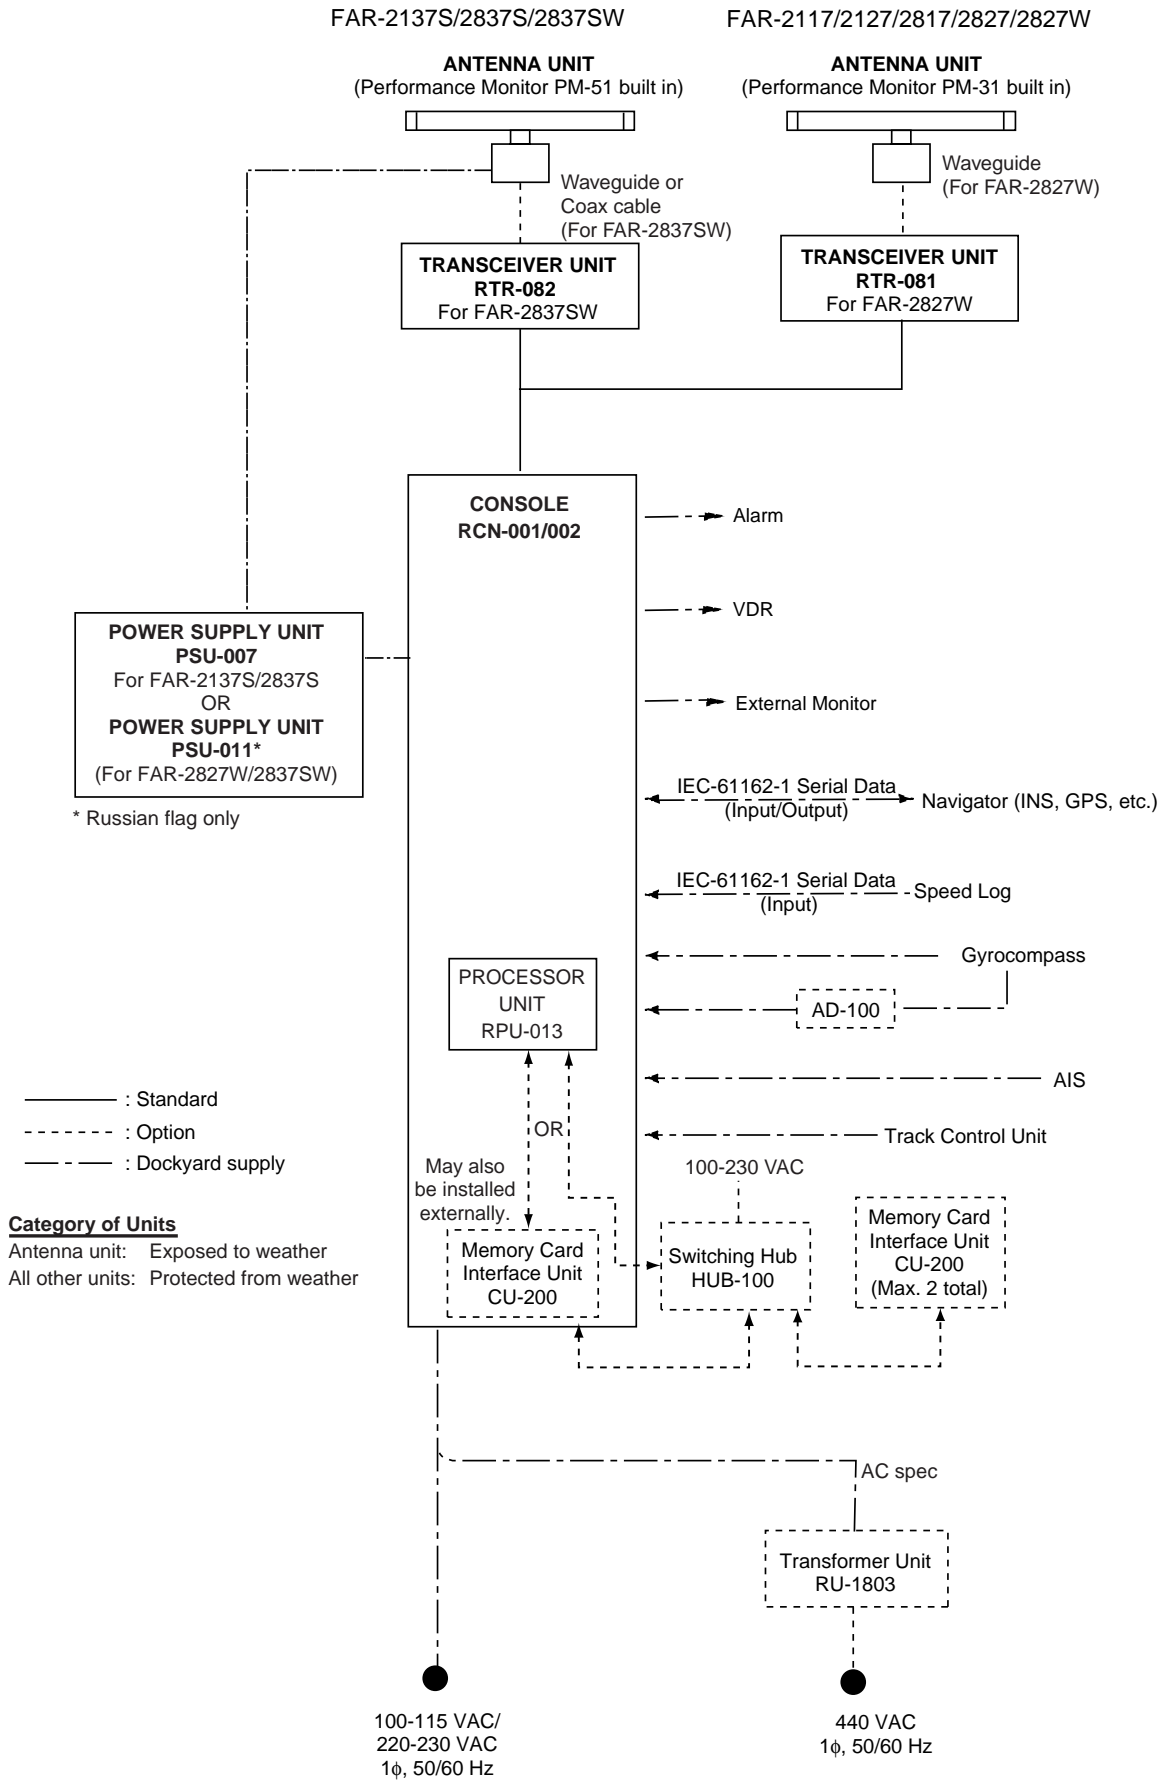 FAR-2137S/2837S/2837SW
FAR-2117/2127/2817/2827/2827W
ANTENNA UNIT
(Performance Monitor PM-51 built in)
ANTENNA UNIT
(Performance Monitor PM-31 built in)
Waveguide or
Coax cable
(For FAR-2837SW)
Waveguide
(For FAR-2827W)
TRANSCEIVER UNIT
RTR-082
For FAR-2837SW
TRANSCEIVER UNIT
RTR-081
For FAR-2827W
CONSOLE
RCN-001/002
Alarm
VDR
External Monitor
POWER SUPPLY UNIT
PSU-007
For FAR-2137S/2837S
OR
POWER SUPPLY UNIT
PSU-011*
(For FAR-2827W/2837SW)
* Russian flag only
IEC-61162-1 Serial Data
(Input/Output)
Navigator (INS, GPS, etc.)
IEC-61162-1 Serial Data
(Input)
Speed Log
Gyrocompass
AD-100
PROCESSOR
UNIT
RPU-013
AIS
OR
Track Control Unit
: Standard
: Option
: Dockyard supply
Category of Units
Antenna unit: Exposed to weather
All other units: Protected from weather
May also
be installed
externally.
100-230 VAC
Memory Card
Interface Unit
CU-200
Switching Hub
HUB-100
Memory Card
Interface Unit
CU-200
(Max. 2 total)
AC spec
Transformer Unit
RU-1803
100-115 VAC/
220-230 VAC
1ϕ, 50/60 Hz
440 VAC
1ϕ, 50/60 Hz